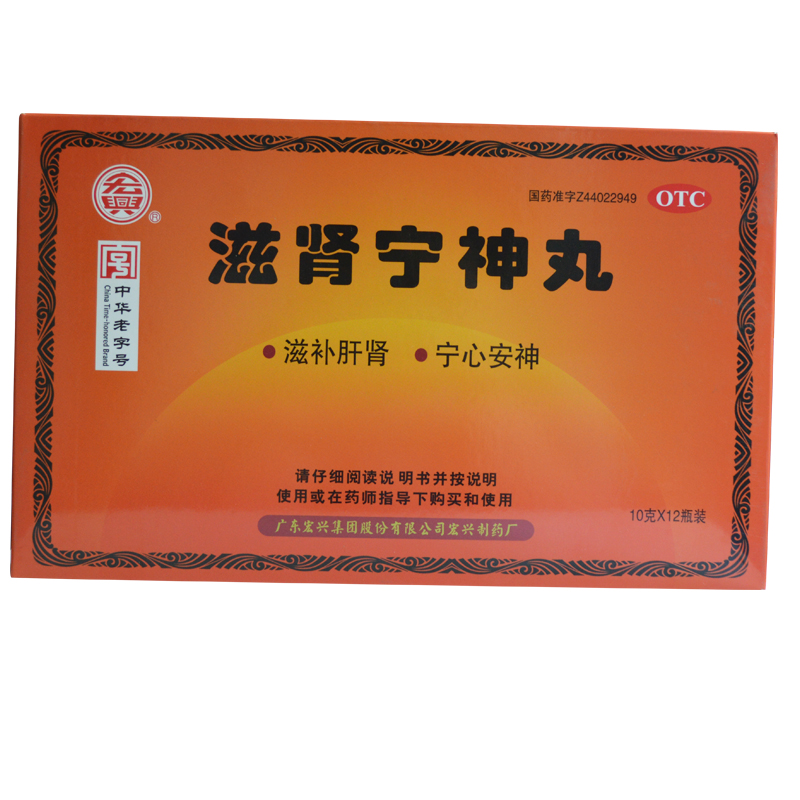 宏興
®
中华老字号
China Time-honored Brand
国药准字Z44022949
OTC
滋肾宁神丸
● 滋补肝肾 ● 宁心安神
请仔细阅读说明书并按说明
使用或在药师指导下购买和使用
10克X12瓶装
广东宏兴集团股份有限公司宏兴制药厂